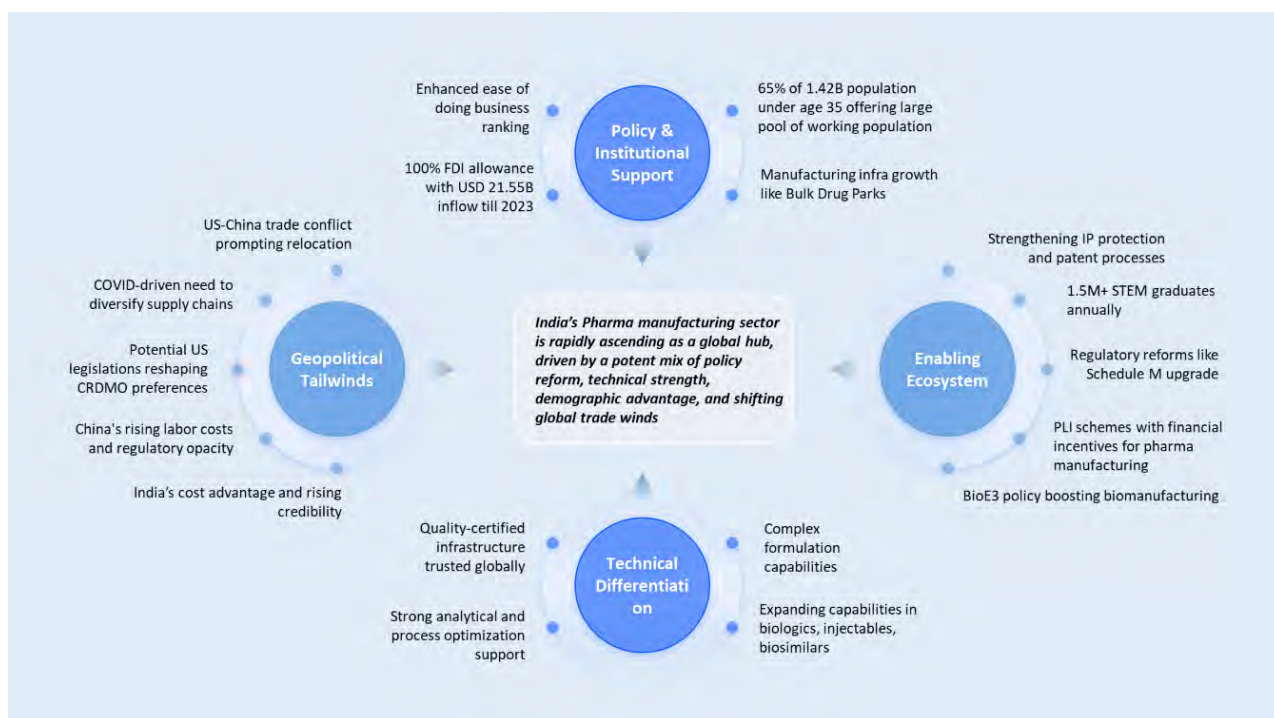 Enhanced ease of
doing business
ranking
100% FDI allowance
with USD 21.55B
inflow till 2023
Policy &
Institutional
Support
65% of 1.42B population
under age 35 offering large
pool of working population
Manufacturing infra growth
like Bulk Drug Parks
US-China trade conflict
prompting relocation
COVID-driven need to
diversify supply chains
Potential US
legislations reshaping
CRDMO preferences
China's rising labor costs
and regulatory opacity
India's cost advantage and rising
credibility
Geopolitical
Tailwinds
India's Pharma manufacturing sector
is rapidly ascending as a global hub,
driven by a potent mix of policy
reform, technical strength,
demographic advantage, and shifting
global trade winds
Enabling
Ecosystem
Strengthening IP protection
and patent processes
1.5M+ STEM graduates
annually
Regulatory reforms like
Schedule M upgrade
PLI schemes with financial
incentives for pharma
manufacturing
BioE3 policy boosting biomanufacturing
Quality-certified
infrastructure
trusted globally
Strong analytical and
process optimization
support
Technical
Differentiati
on
Complex
formulation
capabilities
Expanding capabilities in
biologics, injectables,
biosimilars